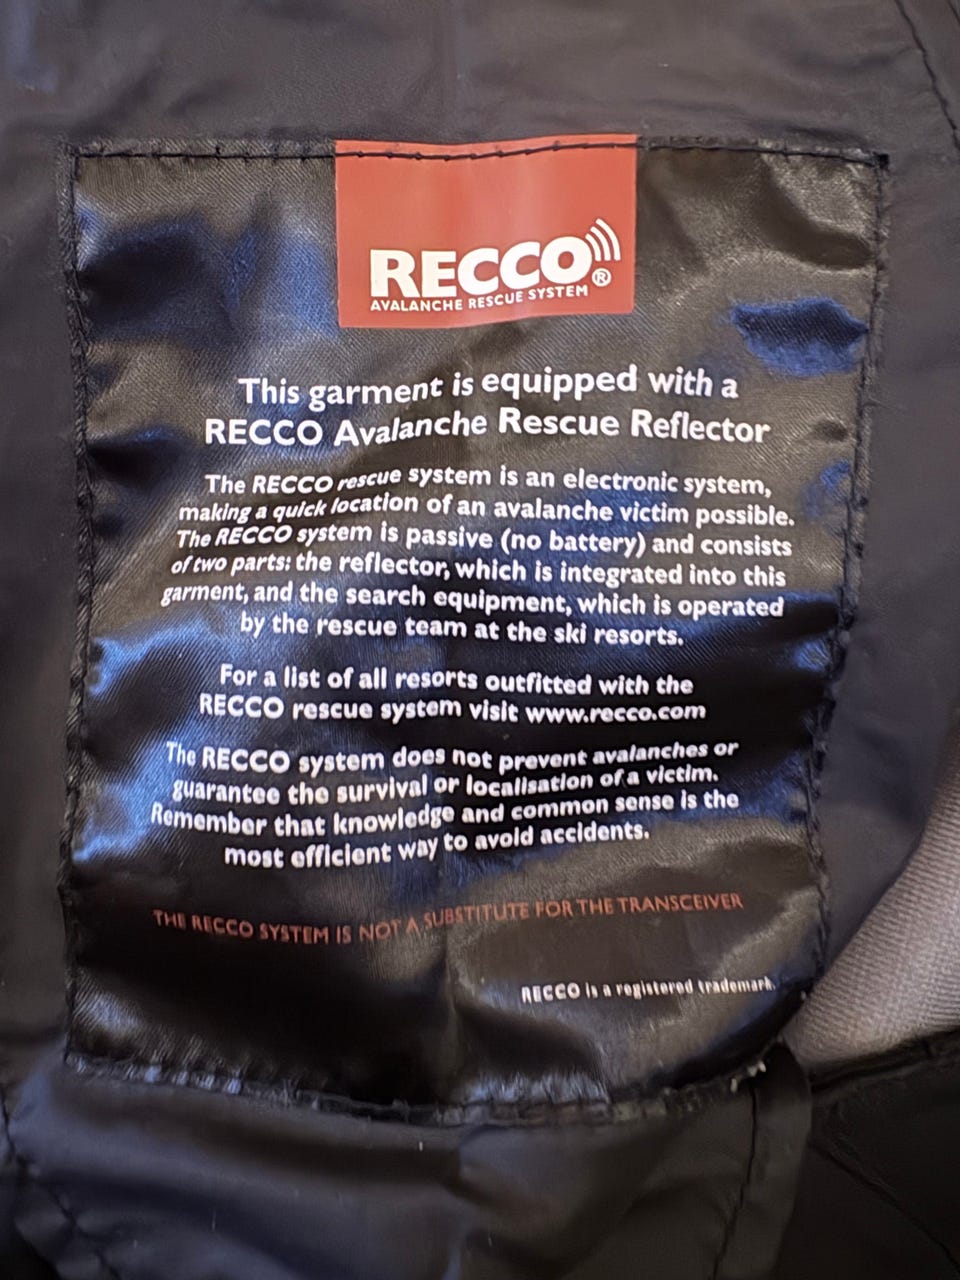 RECCO®
AVALANCHE RESCUE SYSTEM
This garment is equipped with a
RECCO Avalanche Rescue Reflector
The RECCO rescue system is an electronic system,
making a quick location of an avalanche victim possible.
The RECCO system is passive (no battery) and consists
of two parts: the reflector, which is integrated into this
garment, and the search equipment, which is operated
by the rescue team at the ski resorts.
For a list of all resorts outfitted with the
RECCO rescue system visit www.recco.com
The RECCO system does not prevent avalanches or
guarantee the survival or localisation of a victim.
Remember that knowledge and common sense is the
most efficient way to avoid accidents.
THE RECCO SYSTEM IS NOT A SUBSTITUTE FOR THE TRANSCEIVER
RECCO is a registered trademark.